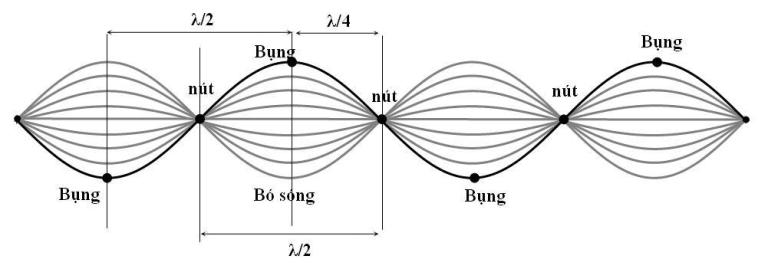 λ/2
λ/4
Bụng
Bụng
nút
nút
nút
Bụng
Bó sóng
Bụng
λ/2